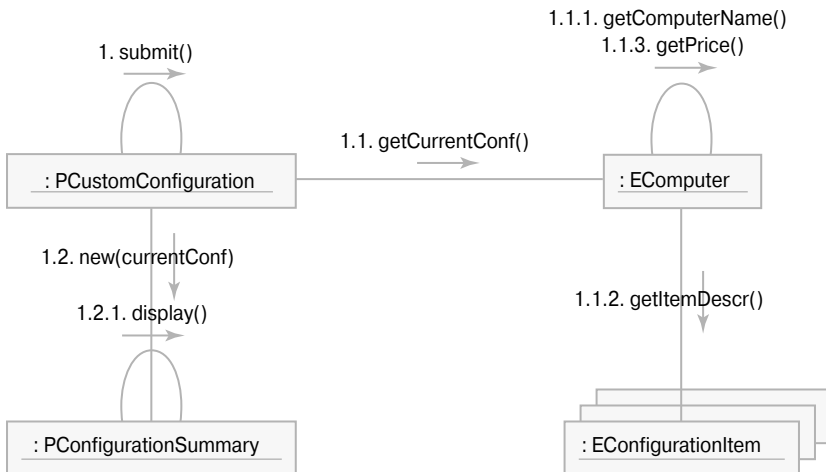 1.1.1. getComputerName()
1.1.3. getPrice()
1. submit()
1.1. getCurrentConf()
: PCustomConfiguration
: EComputer
1.2. new(currentConf)
1.2.1. display()
1.1.2. getItemDescr()
: PConfigurationSummary
: EConfigurationItem